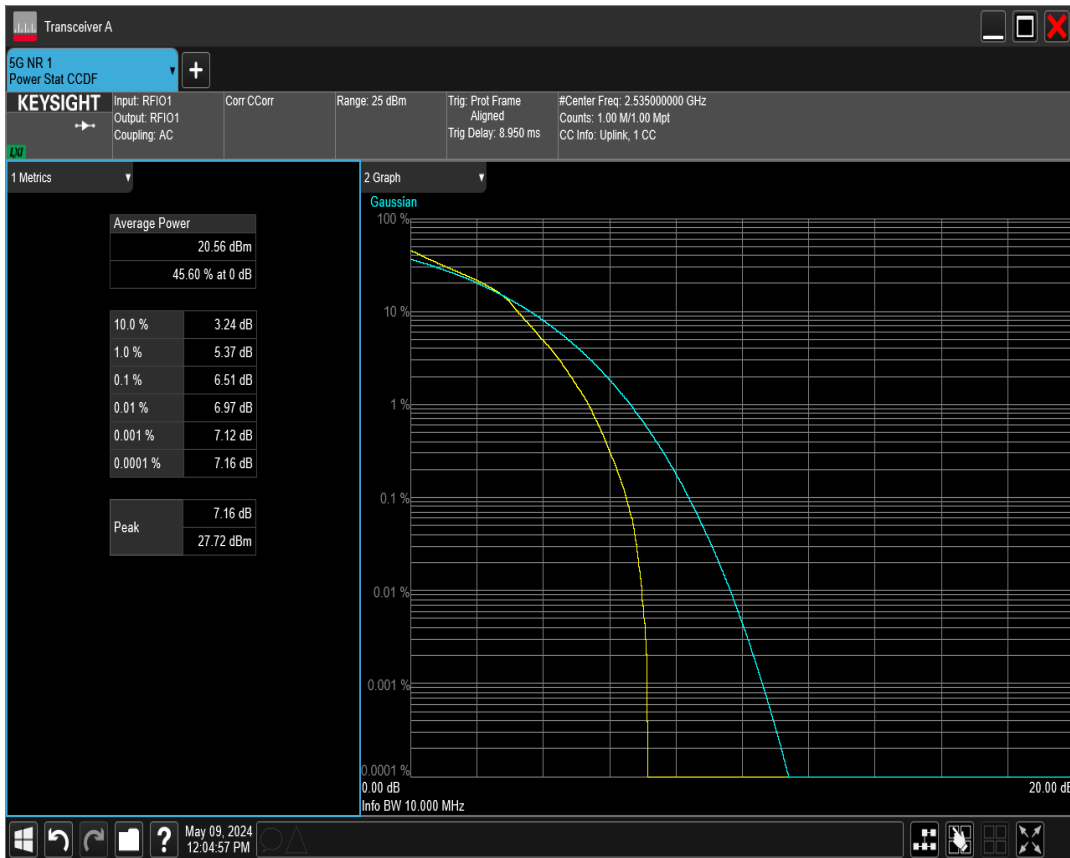 Transceiver A
5G NR 1
Power Stat CCDF
KEYSIGHT
LXI
Input: RFIO1
Output: RFIO1
Coupling: AC
Corr CCorr
Range: 25 dBm
Trig: Prot Frame
Aligned
Trig Delay: 8.950 ms
#Center Freq: 2.535000000 GHz
Counts: 1.00 M/1.00 Mpt
CC Info: Uplink, 1 CC
1 Metrics
Average Power
20.56 dBm
45.60 % at 0 dB
10.0 % 3.24 dB
1.0 % 5.37 dB
0.1 % 6.51 dB
0.01 % 6.97 dB
0.001 % 7.12 dB
0.0001 % 7.16 dB
Peak
7.16 dB
27.72 dBm
2 Graph
Gaussian
100 %
10 %
1 %
0.1 %
0.01 %
0.001 %
0.0001 %
0.00 dB 20.00 dB
Info BW 10.000 MHz
May 09, 2024
12:04:57 PM